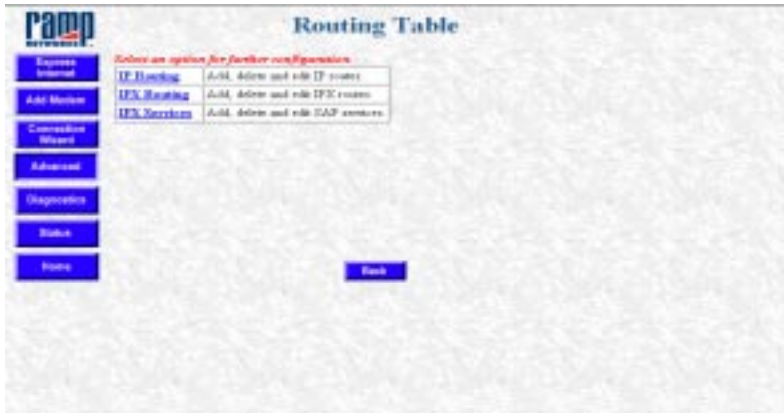 ramp
NETWORKS
Routing Table
Select an option for further configuration
IP Routing Add, delete and edit IP routes.
IPX Routing Add, delete and edit IPX routes.
IPX Services Add, delete and edit SAP services.
Express
Internet
Add Modem
Connection
Wizard
Advanced
Diagnostics
Status
Home
Back